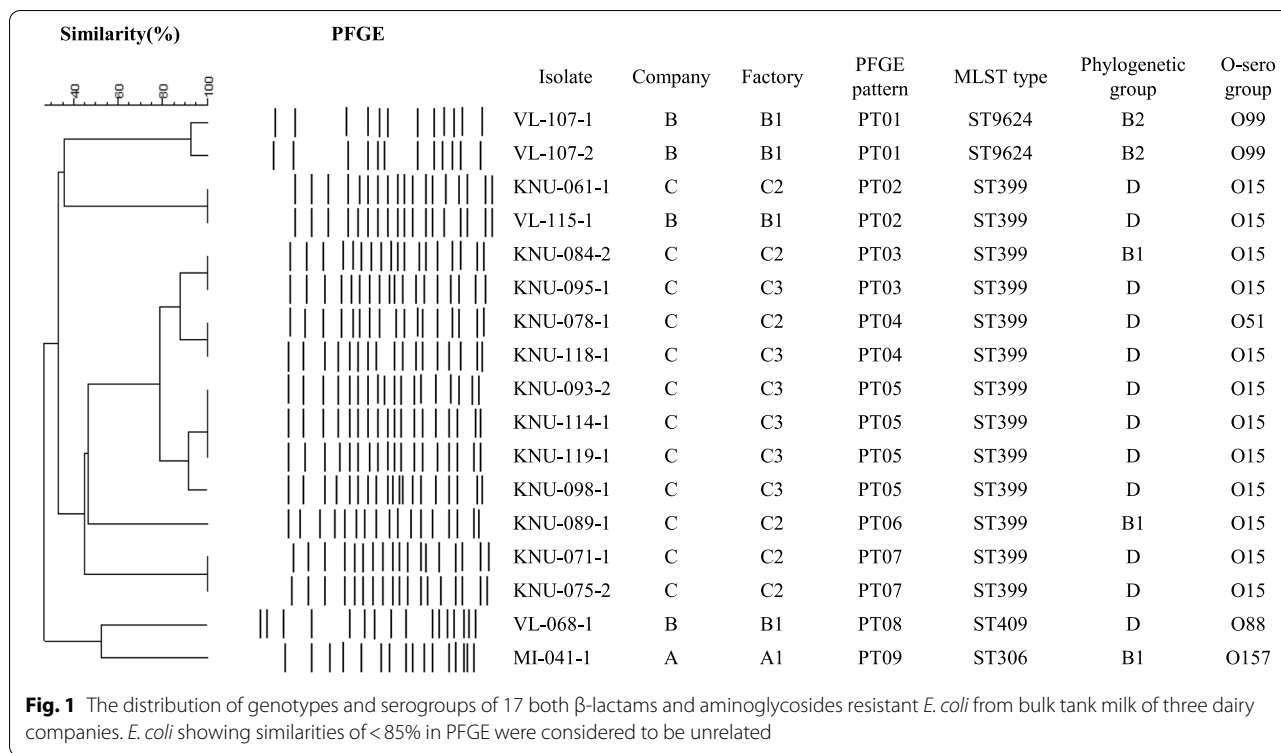 Similarity(%) PFGE
40 60 80 100
Isolate Company Factory PFGE pattern MLST type Phylogenetic group O-sero group
VL-107-1 B B1 PT01 ST9624 B2 O99
VL-107-2 B B1 PT01 ST9624 B2 O99
KNU-061-1 C C2 PT02 ST399 D O15
VL-115-1 B B1 PT02 ST399 D O15
KNU-084-2 C C2 PT03 ST399 B1 O15
KNU-095-1 C C3 PT03 ST399 D O15
KNU-078-1 C C2 PT04 ST399 D O51
KNU-118-1 C C3 PT04 ST399 D O15
KNU-093-2 C C3 PT05 ST399 D O15
KNU-114-1 C C3 PT05 ST399 D O15
KNU-119-1 C C3 PT05 ST399 D O15
KNU-098-1 C C3 PT05 ST399 D O15
KNU-089-1 C C2 PT06 ST399 B1 O15
KNU-071-1 C C2 PT07 ST399 D O15
KNU-075-2 C C2 PT07 ST399 D O15
VL-068-1 B B1 PT08 ST409 D O88
MI-041-1 A A1 PT09 ST306 B1 O157
Fig. 1 The distribution of genotypes and serogroups of 17 both β-lactams and aminoglycosides resistant E. coli from bulk tank milk of three dairy
companies. E. coli showing similarities of < 85% in PFGE were considered to be unrelated